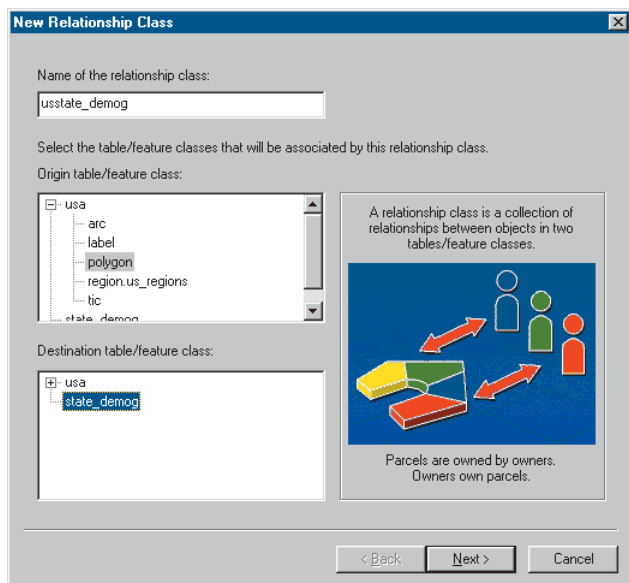 New Relationship Class
Name of the relationship class:
usstate_demog
Select the table/feature classes that will be associated by this relationship class.
Origin table/feature class:
usa
arc
label
polygon
region.us_regions
tic
state_demog
Destination table/feature class:
usa
state_demog
A relationship class is a collection of
relationships between objects in two
tables/feature classes.
Parcels are owned by owners.
Owners own parcels.
< Back
Next >
Cancel